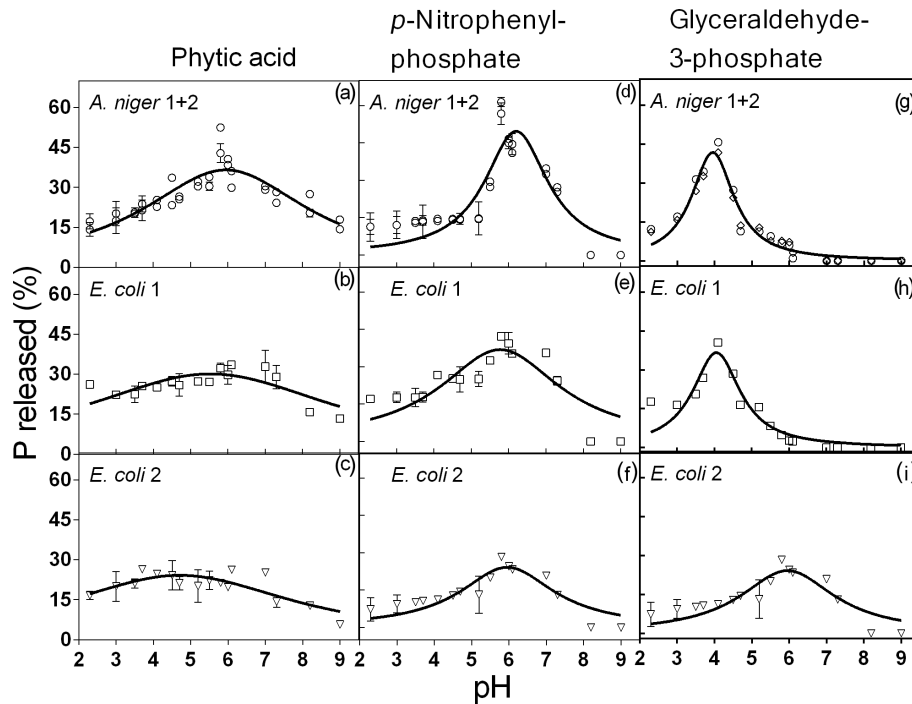 Phytic acid
p-Nitrophenyl-
phosphate
Glyceraldehyde-
3-phosphate
P released (%)
60
45
30
15
0
A. niger 1+2
(a)
A. niger 1+2
(d)
A. niger 1+2
(g)
60
45
30
15
0
E. coli 1
(b)
E. coli 1
(e)
E. coli 1
(h)
60
45
30
15
0
E. coli 2
(c)
E. coli 2
(f)
E. coli 2
(i)
2 3 4 5 6 7 8 9
2 3 4 5 6 7 8 9
2 3 4 5 6 7 8 9
pH